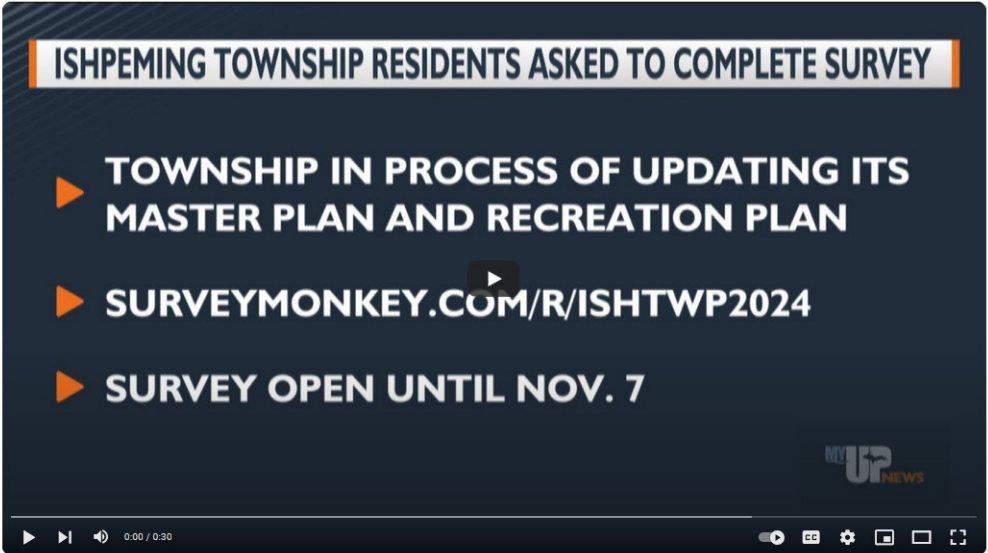 ISHPEMING TOWNSHIP RESIDENTS ASKED TO COMPLETE SURVEY
TOWNSHIP IN PROCESS OF UPDATING ITS
MASTER PLAN AND RECREATION PLAN
SURVEYMONKEY.COM/R/ISHTWP2024
SURVEY OPEN UNTIL NOV. 7
MY UP NEWS
0:00 / 0:30
CC